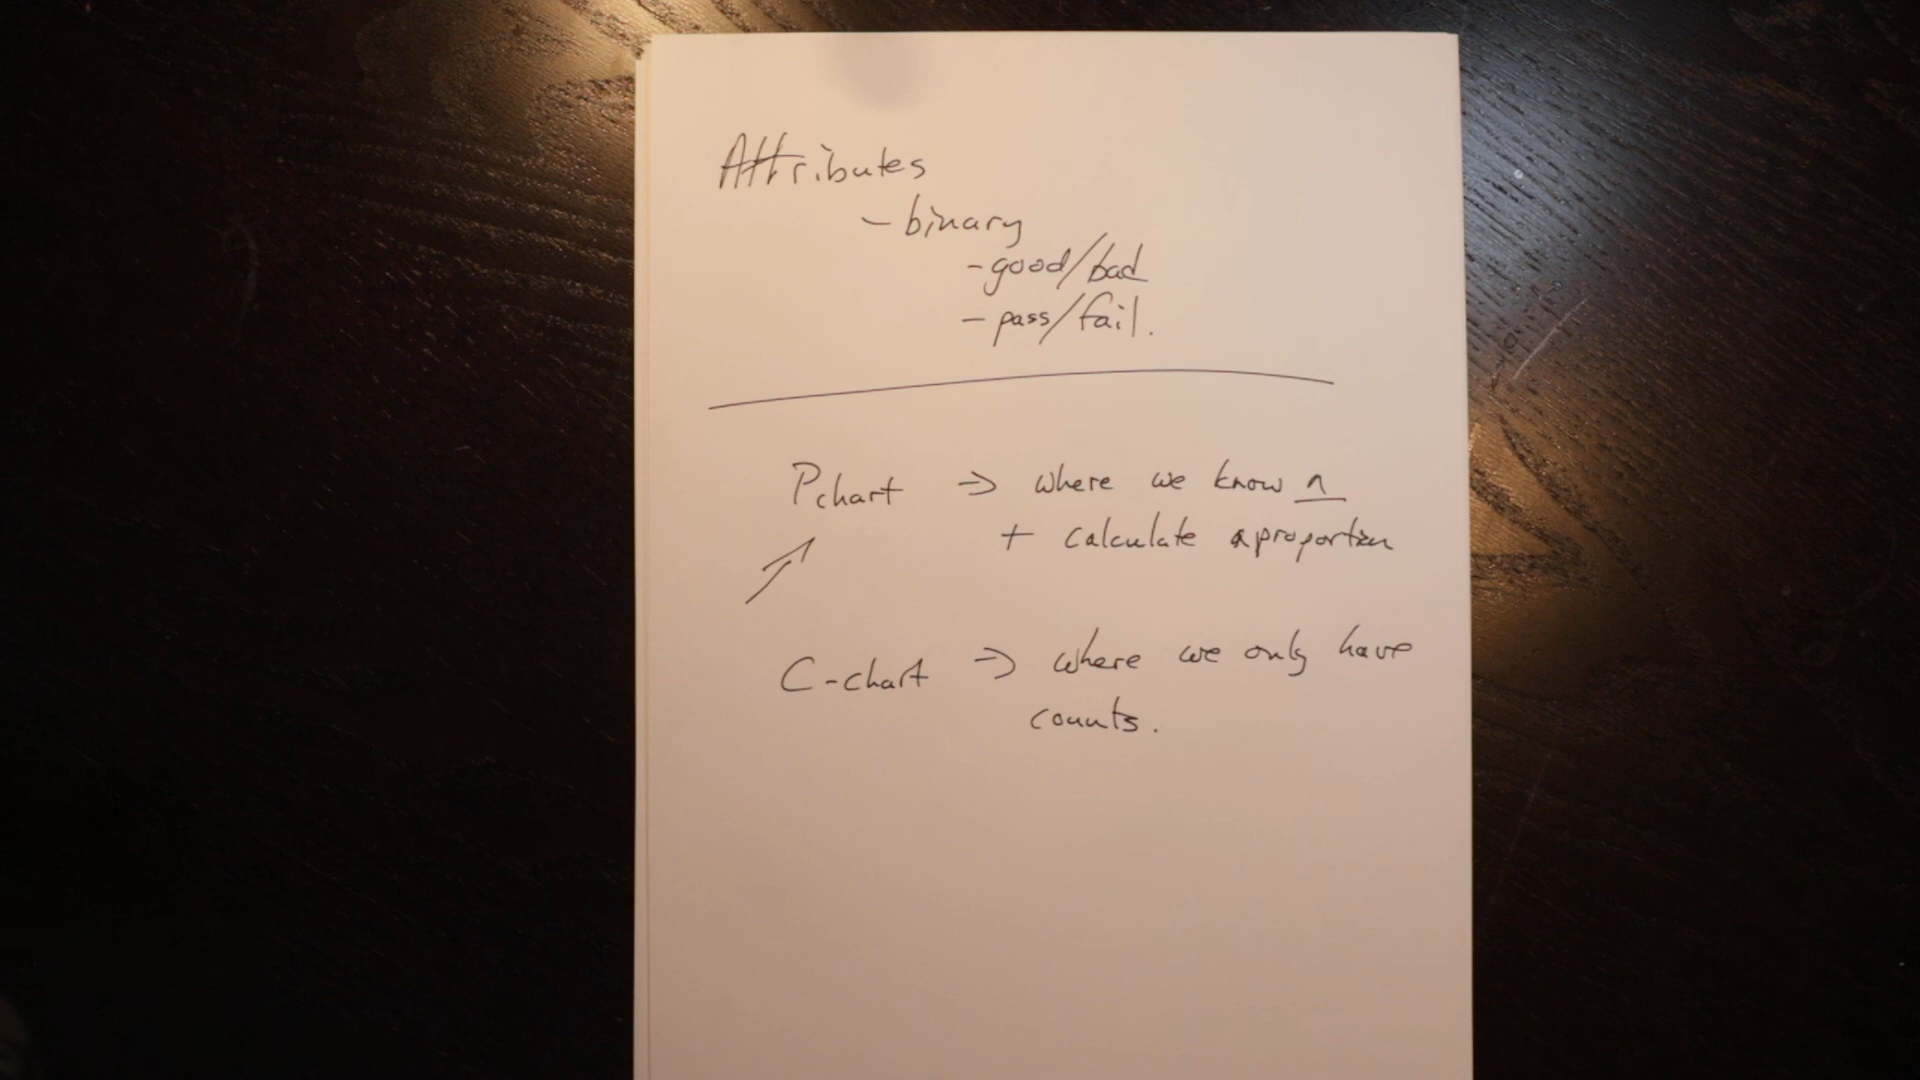 Attributes
- binary
- good/bad
- pass/fail.
Pchart → where we know n
+ calculate a proportion
C-chart → where we only have
counts.